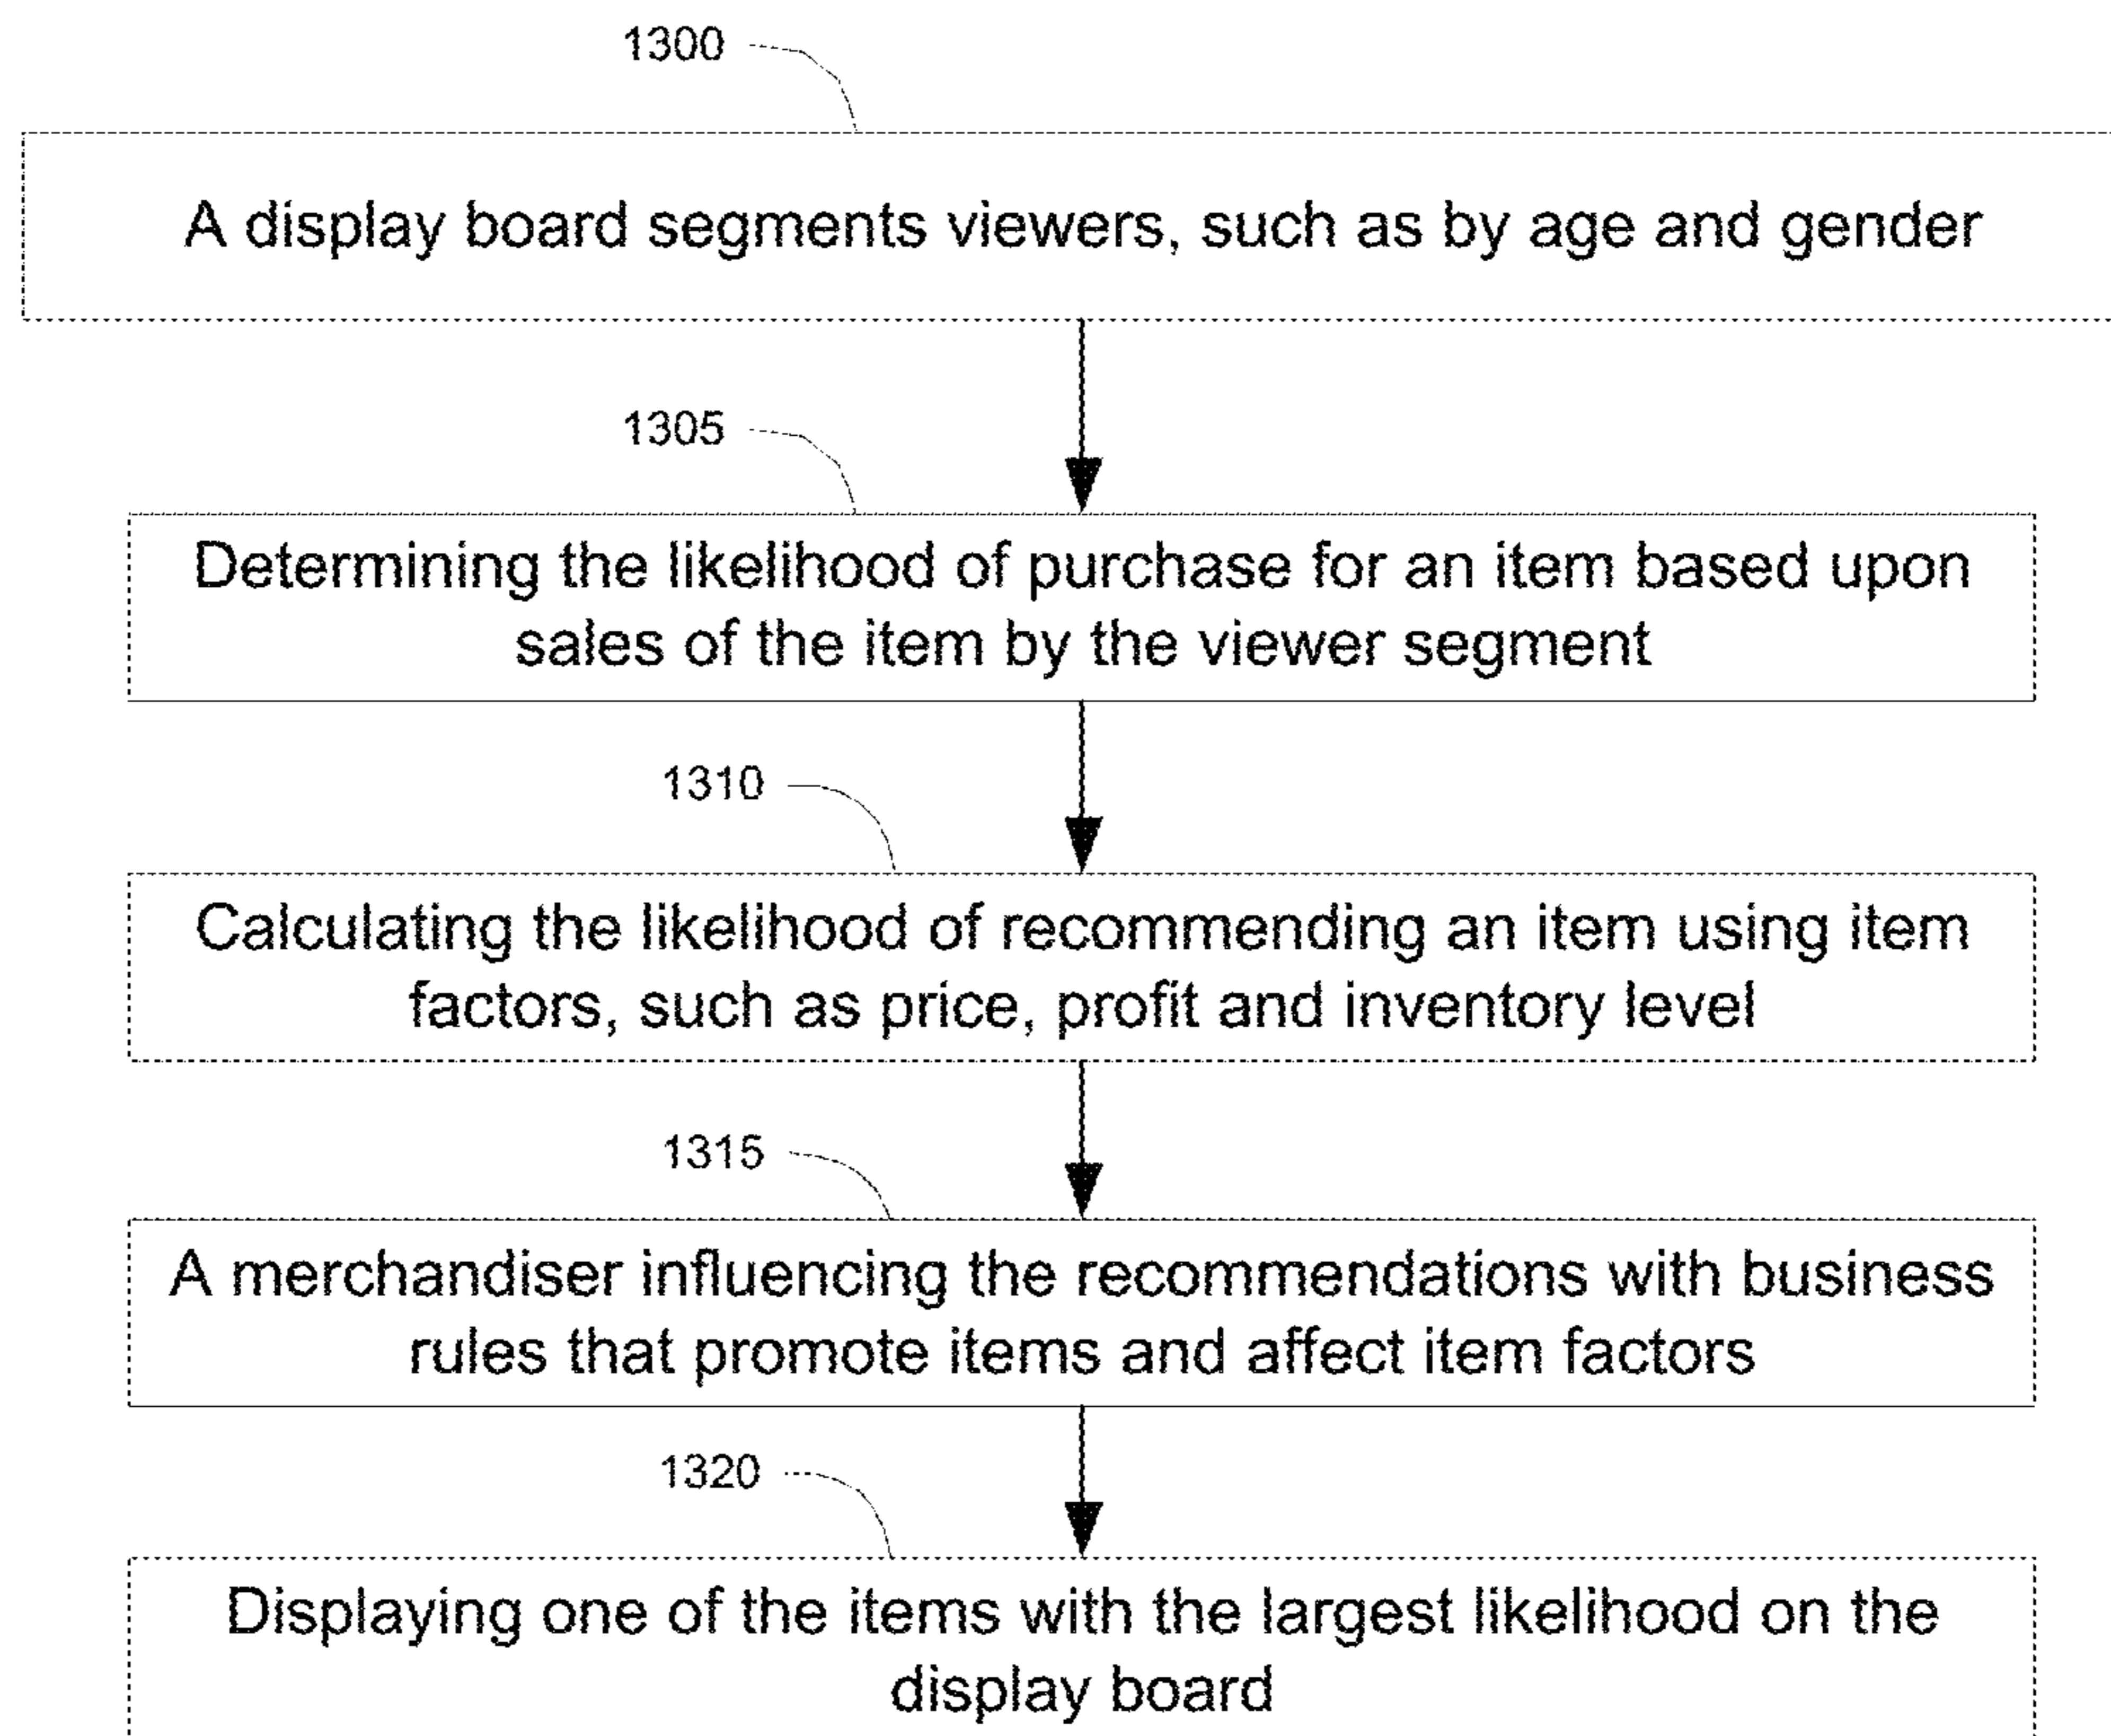 1300
A display board segments viewers, such as by age and gender
1305
Determining the likelihood of purchase for an item based upon
sales of the item by the viewer segment
1310
Calculating the likelihood of recommending an item using item
factors, such as price, profit and inventory level
1315
A merchandiser influencing the recommendations with business
rules that promote items and affect item factors
1320
Displaying one of the items with the largest likelihood on the
display board